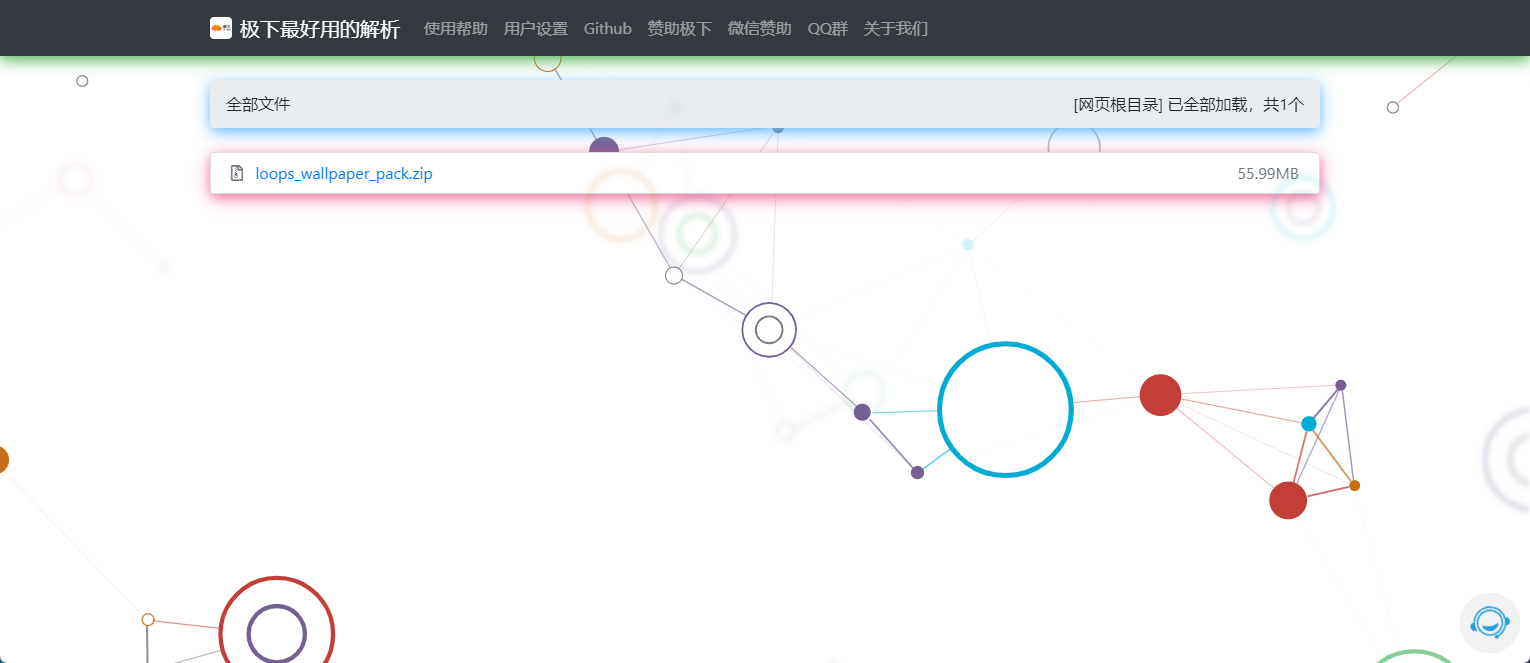 极下最好用的解析 使用帮助 用户设置 Github 赞助极下 微信赞助 QQ群 关于我们
全部文件 [网页根目录] 已全部加载，共1个
loops_wallpaper_pack.zip 55.99MB